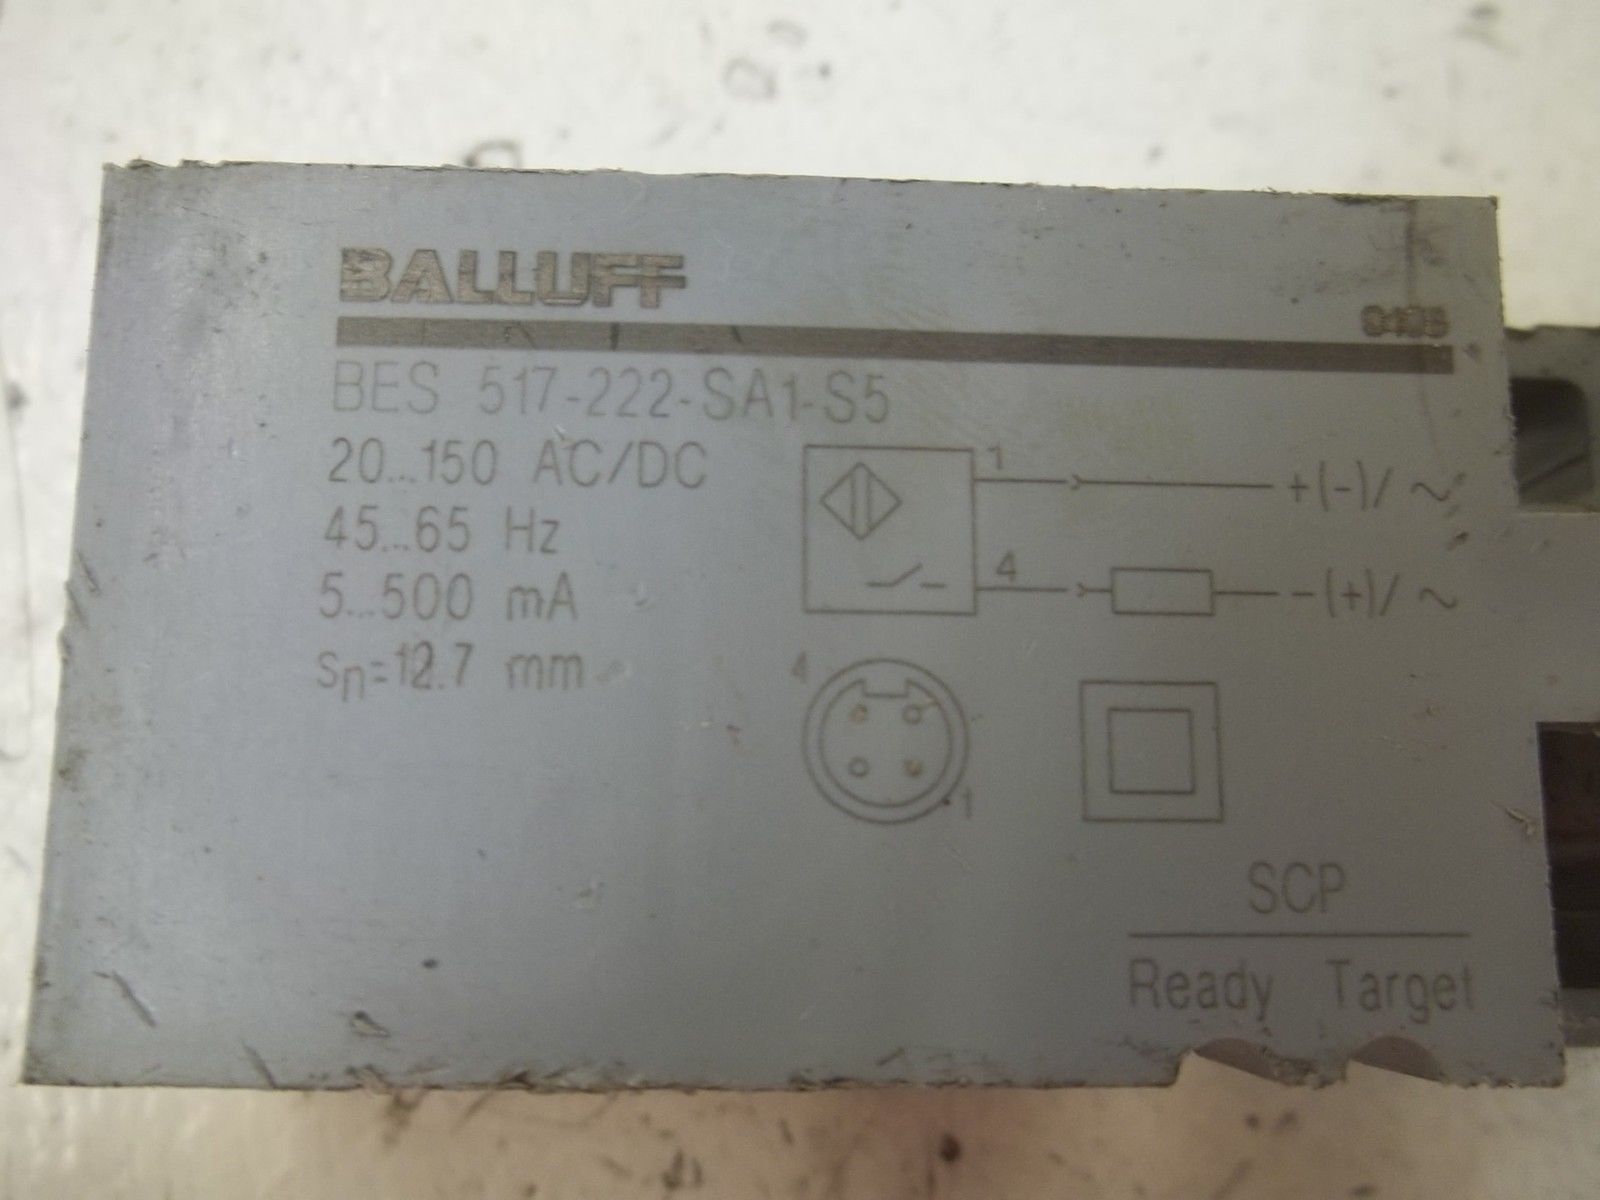 BALLUFF
BES 517-222-SA1-S5
20...150 AC/DC
45...65 Hz
5...500 mA
sn=12.7 mm
1 +(-)/ ~
4 -(+)/ ~
4
1
SCP
Ready Target